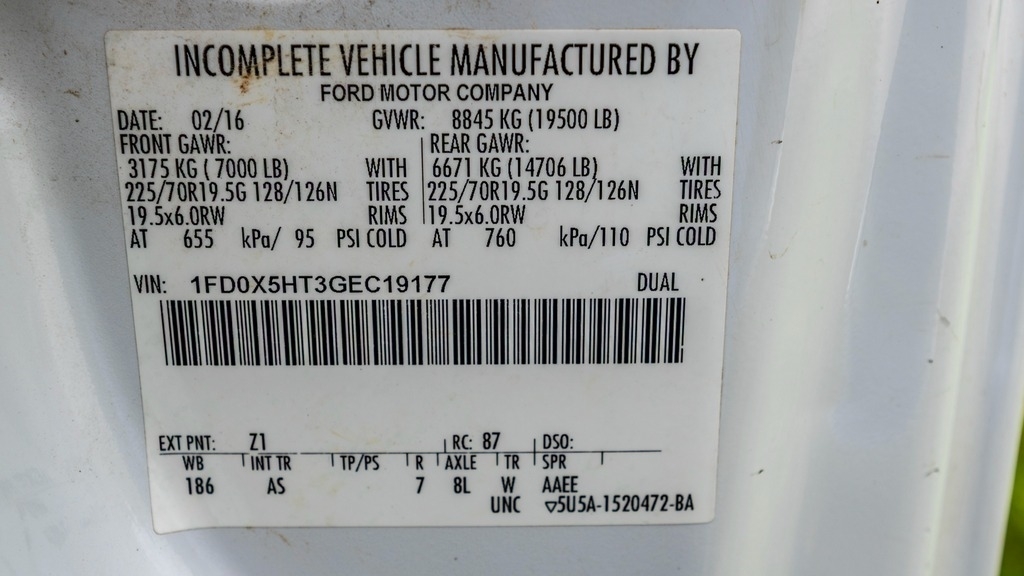 INCOMPLETE VEHICLE MANUFACTURED BY
FORD MOTOR COMPANY
DATE: 02/16 GVWR: 8845 KG (19500 LB)
FRONT GAWR: REAR GAWR:
3175 KG ( 7000 LB) WITH 6671 KG (14706 LB) WITH
225/70R19.5G 128/126N TIRES 225/70R19.5G 128/126N TIRES
19.5x6.0RW RIMS 19.5x6.0RW RIMS
AT 655 kPa/ 95 PSI COLD AT 760 kPa/110 PSI COLD
VIN: 1FD0X5HT3GEC19177 DUAL
EXT PNT: Z1 RC: 87 DSO:
WB INT TR TP/PS R AXLE TR SPR
186 AS 7 8L W AAEE
UNC ▽5U5A-1520472-BA